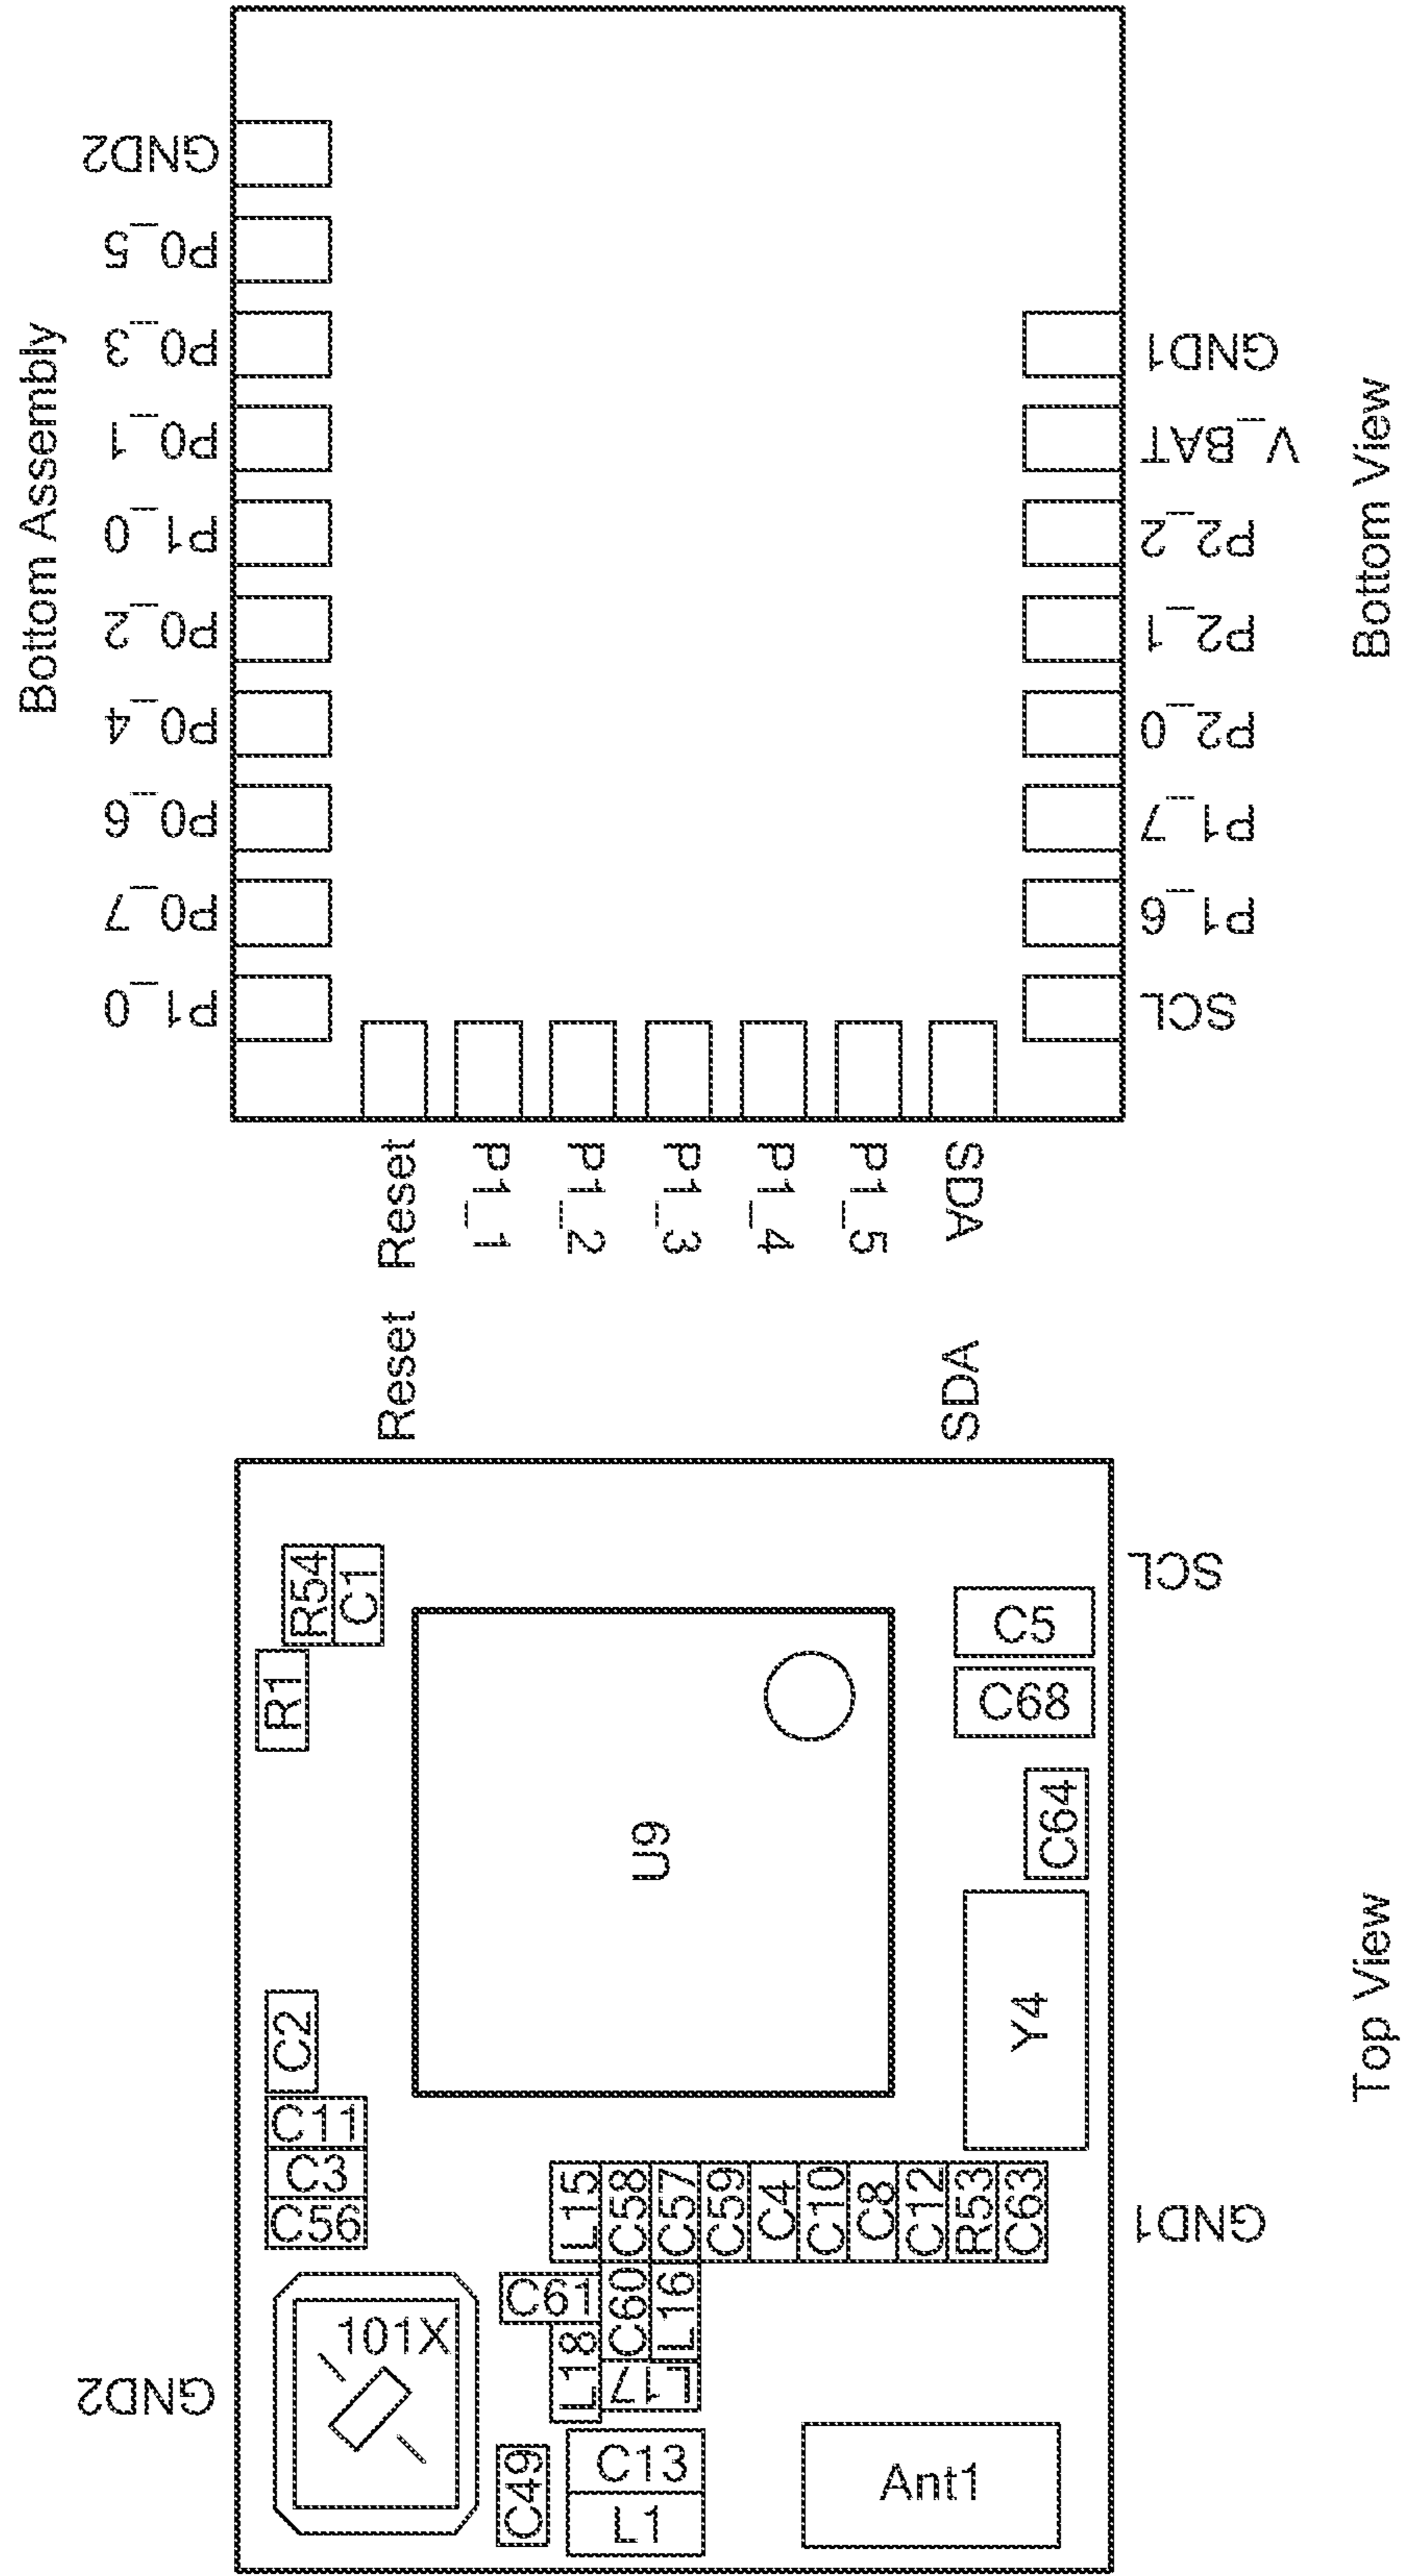 Bottom Assembly
GND2
P0_5
P0_3
P0_1
P1_0
P0_2
P0_4
P0_6
P0_7
P1_0
GND1
V_BAT
P2_2
P2_1
P2_0
P1_7
P1_6
SCL
Reset
P1_1
P1_2
P1_3
P1_4
P1_5
SDA
Bottom View
Reset
SDA
R54
C1
R1
SCL
C5
C68
C64
U9
Y4
C2
C11
C3
C56
L15
C58
C57
C59
C4
C10
C8
C12
R53
C63
GND1
C61
C60
L16
L18
L17
101X
GND2
C49
C13
L1
Ant1
Top View